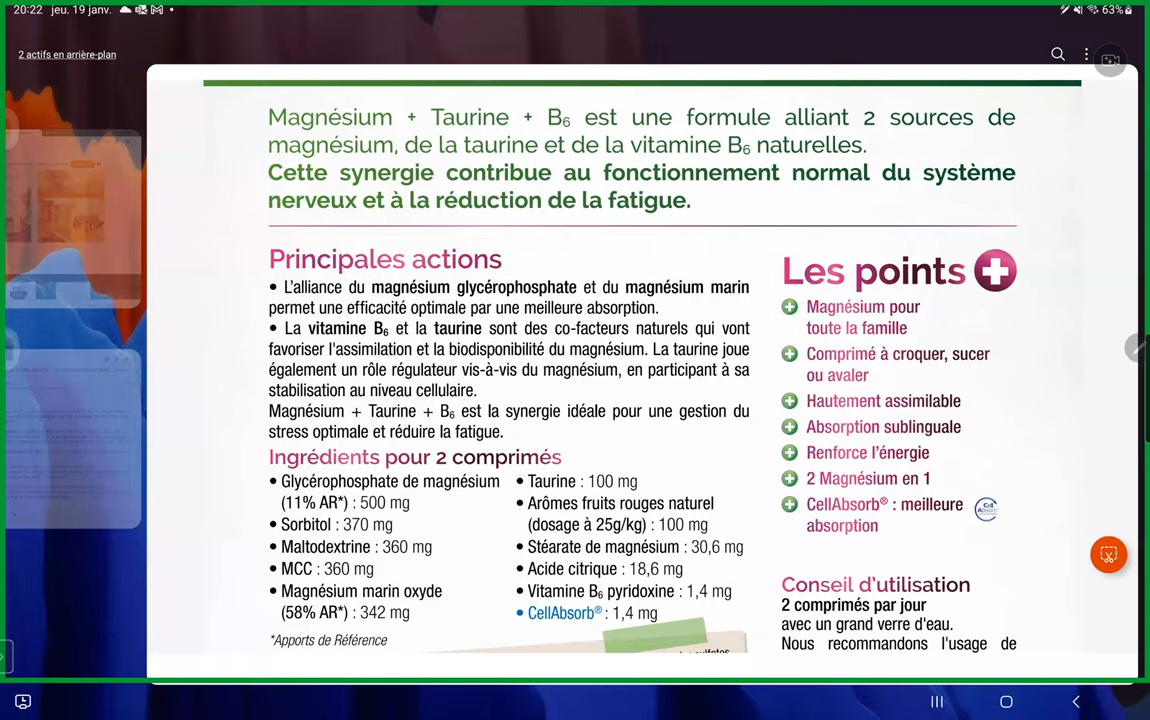 20:22 jeu. 19 janv.
63%
2 actifs en arrière-plan
Magnésium + Taurine + B₆ est une formule alliant 2 sources de
magnésium, de la taurine et de la vitamine B₆ naturelles.
Cette synergie contribue au fonctionnement normal du système
nerveux et à la réduction de la fatigue.
Principales actions
• L'alliance du magnésium glycérophosphate et du magnésium marin
permet une efficacité optimale par une meilleure absorption.
• La vitamine B₆ et la taurine sont des co-facteurs naturels qui vont
favoriser l'assimilation et la biodisponibilité du magnésium. La taurine joue
également un rôle régulateur vis-à-vis du magnésium, en participant à sa
stabilisation au niveau cellulaire.
Magnésium + Taurine + B₆ est la synergie idéale pour une gestion du
stress optimale et réduire la fatigue.
Ingrédients pour 2 comprimés
• Glycérophosphate de magnésium
(11% AR*) : 500 mg
• Sorbitol : 370 mg
• Maltodextrine : 360 mg
• MCC : 360 mg
• Magnésium marin oxyde
(58% AR*) : 342 mg
• Taurine : 100 mg
• Arômes fruits rouges naturel
(dosage à 25g/kg) : 100 mg
• Stéarate de magnésium : 30,6 mg
• Acide citrique : 18,6 mg
• Vitamine B₆ pyridoxine : 1,4 mg
• CellAbsorb® : 1,4 mg
*Apports de Référence
Les points +
Magnésium pour
toute la famille
Comprimé à croquer, sucer
ou avaler
Hautement assimilable
Absorption sublinguale
Renforce l'énergie
2 Magnésium en 1
CellAbsorb® : meilleure
absorption
Cell
Absorb
Conseil d'utilisation
2 comprimés par jour
avec un grand verre d'eau.
Nous recommandons l'usage de